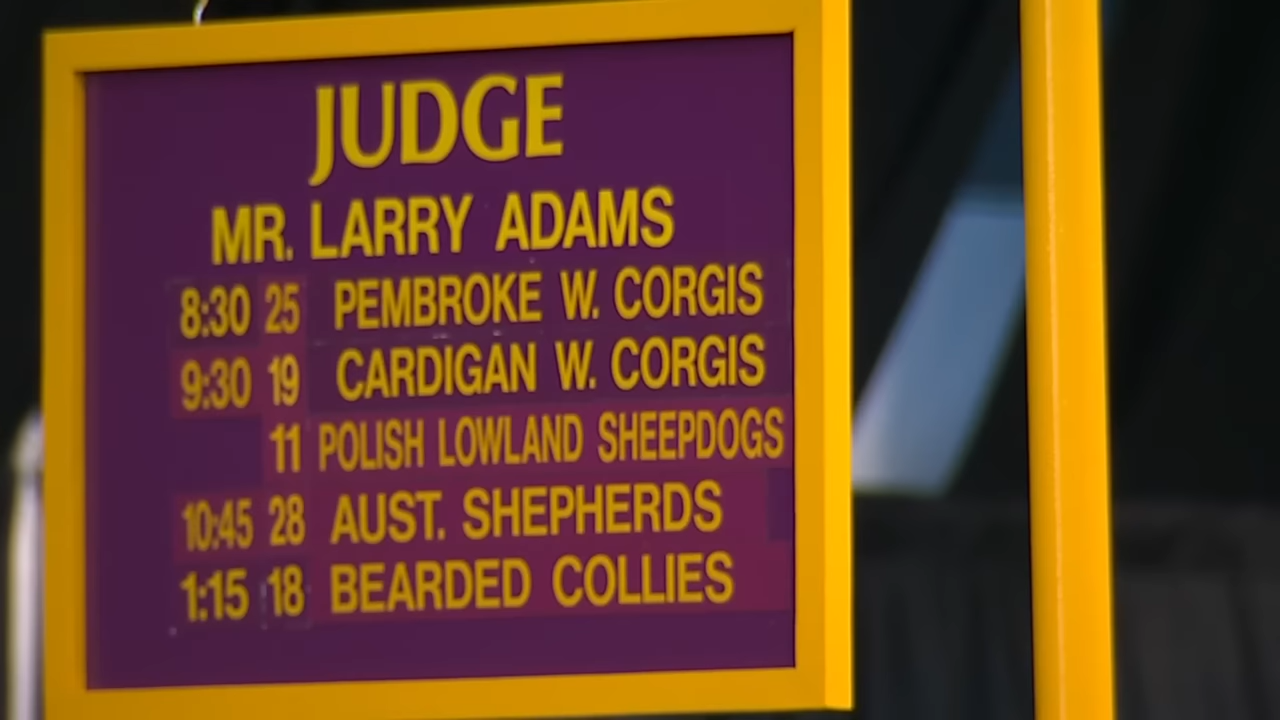 JUDGE
MR. LARRY ADAMS
8:30 25 PEMBROKE W. CORGIS
9:30 19 CARDIGAN W. CORGIS
11 POLISH LOWLAND SHEEPDOGS
10:45 28 AUST. SHEPHERDS
1:15 18 BEARDED COLLIES